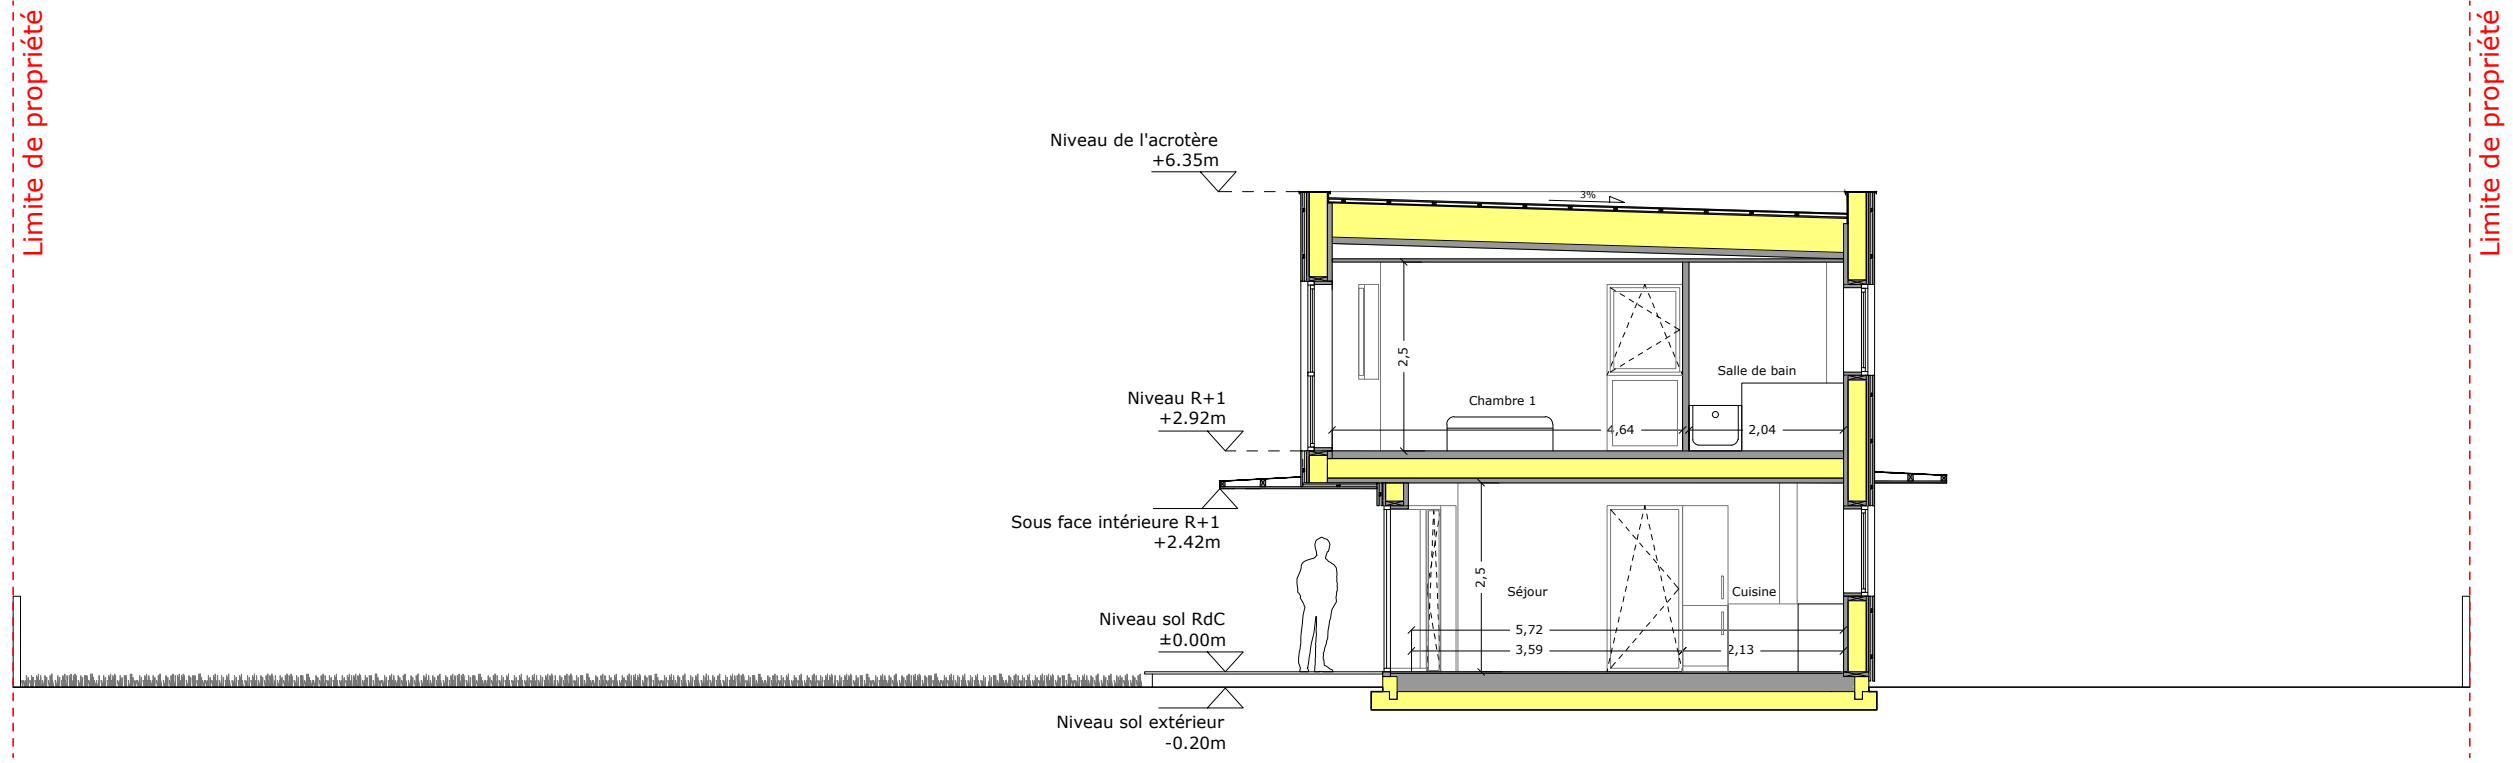 Limite de propriété
Limite de propriété
Niveau de l'acrotère
+6.35m
3%
2,5
Salle de bain
Chambre 1
Niveau R+1
+2.92m
4,64
2,04
Sous face intérieure R+1
+2.42m
2,5
Séjour
Cuisine
Niveau sol RdC
±0.00m
5,72
3,59
2,13
Niveau sol extérieur
-0.20m